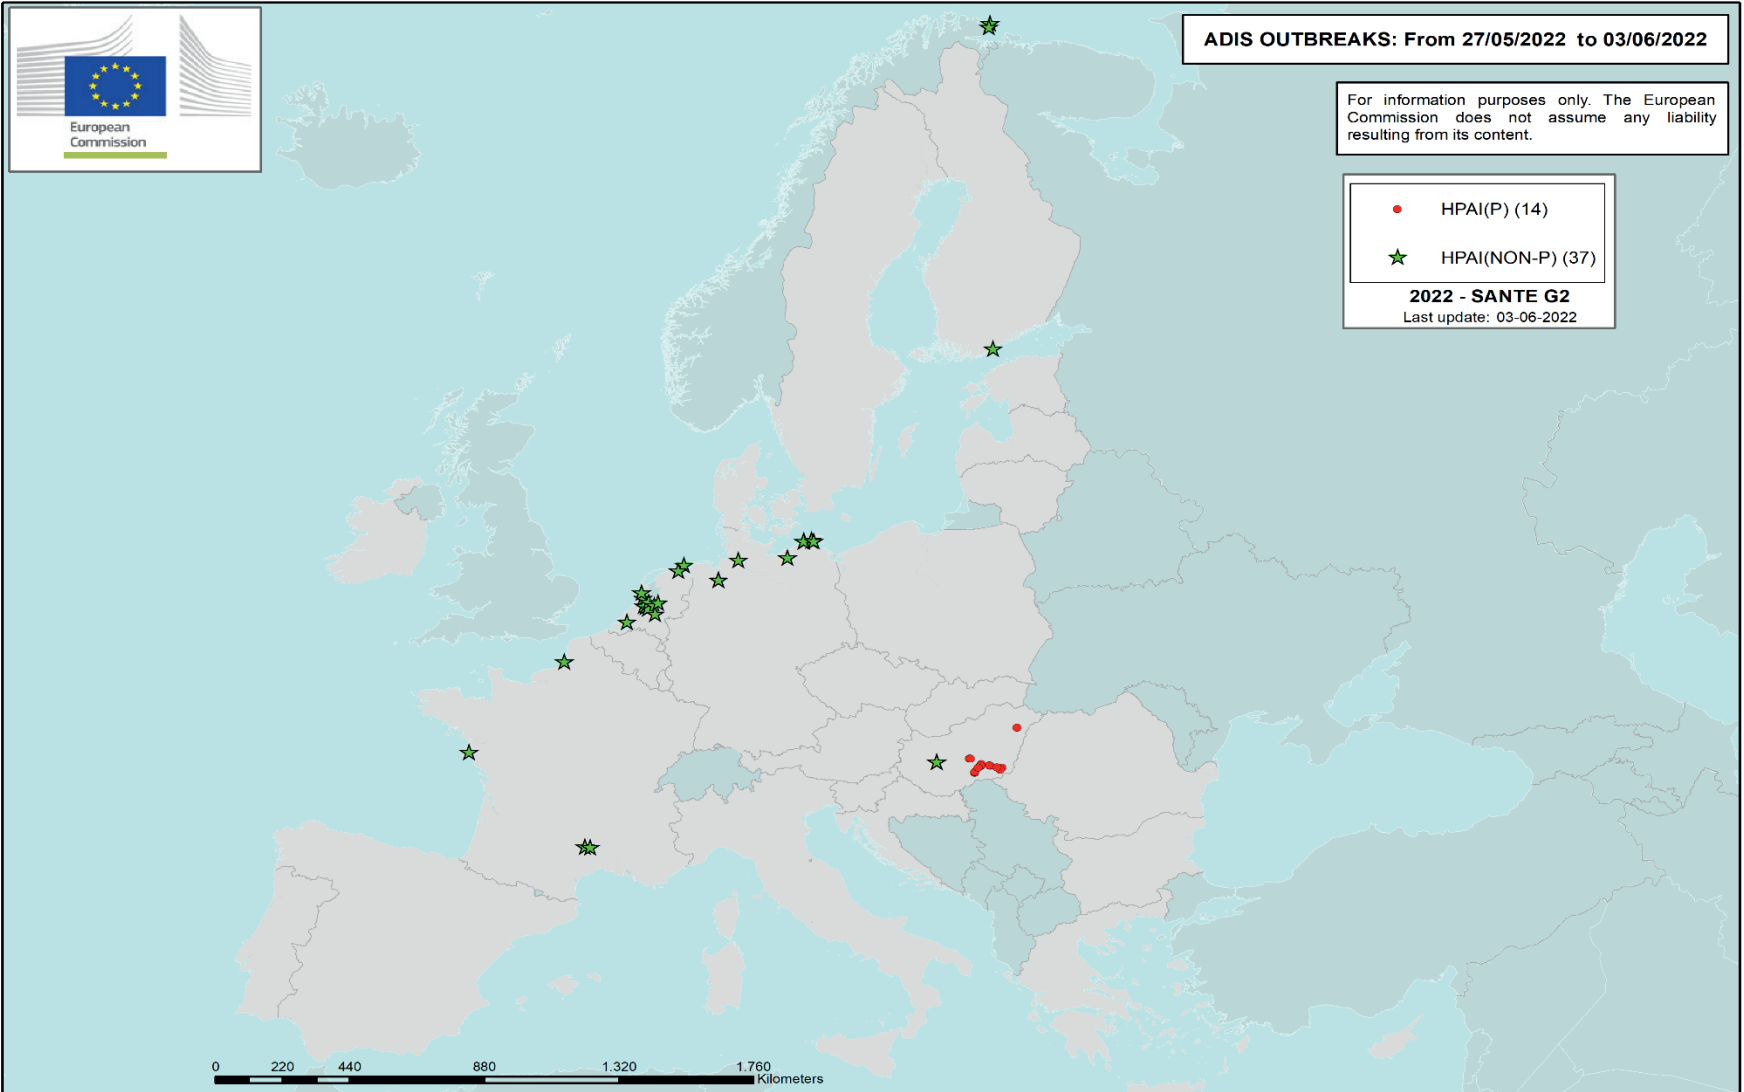 European
Commission
ADIS OUTBREAKS: From 27/05/2022 to 03/06/2022
For information purposes only. The European
Commission does not assume any liability
resulting from its content.
HPAI(P) (14)
HPAI(NON-P) (37)
2022 - SANTE G2
Last update: 03-06-2022
0 220 440 880 1.320 1.760
Kilometers